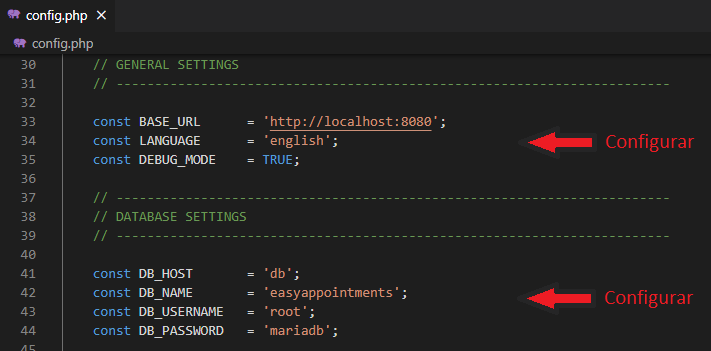 config.php
config.php
30 // GENERAL SETTINGS
31 // ----------------------------------------------------------------------
32
33 const BASE_URL = 'http://localhost:8080';
34 const LANGUAGE = 'english'; Configurar
35 const DEBUG_MODE = TRUE;
36
37 // ----------------------------------------------------------------------
38 // DATABASE SETTINGS
39 // ----------------------------------------------------------------------
40
41 const DB_HOST = 'db';
42 const DB_NAME = 'easyappointments'; Configurar
43 const DB_USERNAME = 'root';
44 const DB_PASSWORD = 'mariadb';
45